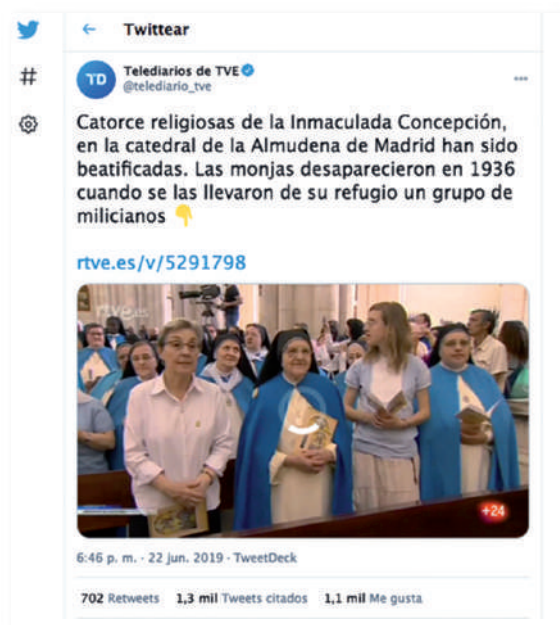 ← Twittear
TD
Telediarios de TVE
@telediario_tve
Catorce religiosas de la Inmaculada Concepción,
en la catedral de la Almudena de Madrid han sido
beatificadas. Las monjas desaparecieron en 1936
cuando se las llevaron de su refugio un grupo de
milicianos 👇
rtve.es/v/5291798
rtve.es
+24
6:46 p. m. · 22 jun. 2019 · TweetDeck
702 Retweets 1,3 mil Tweets citados 1,1 mil Me gusta